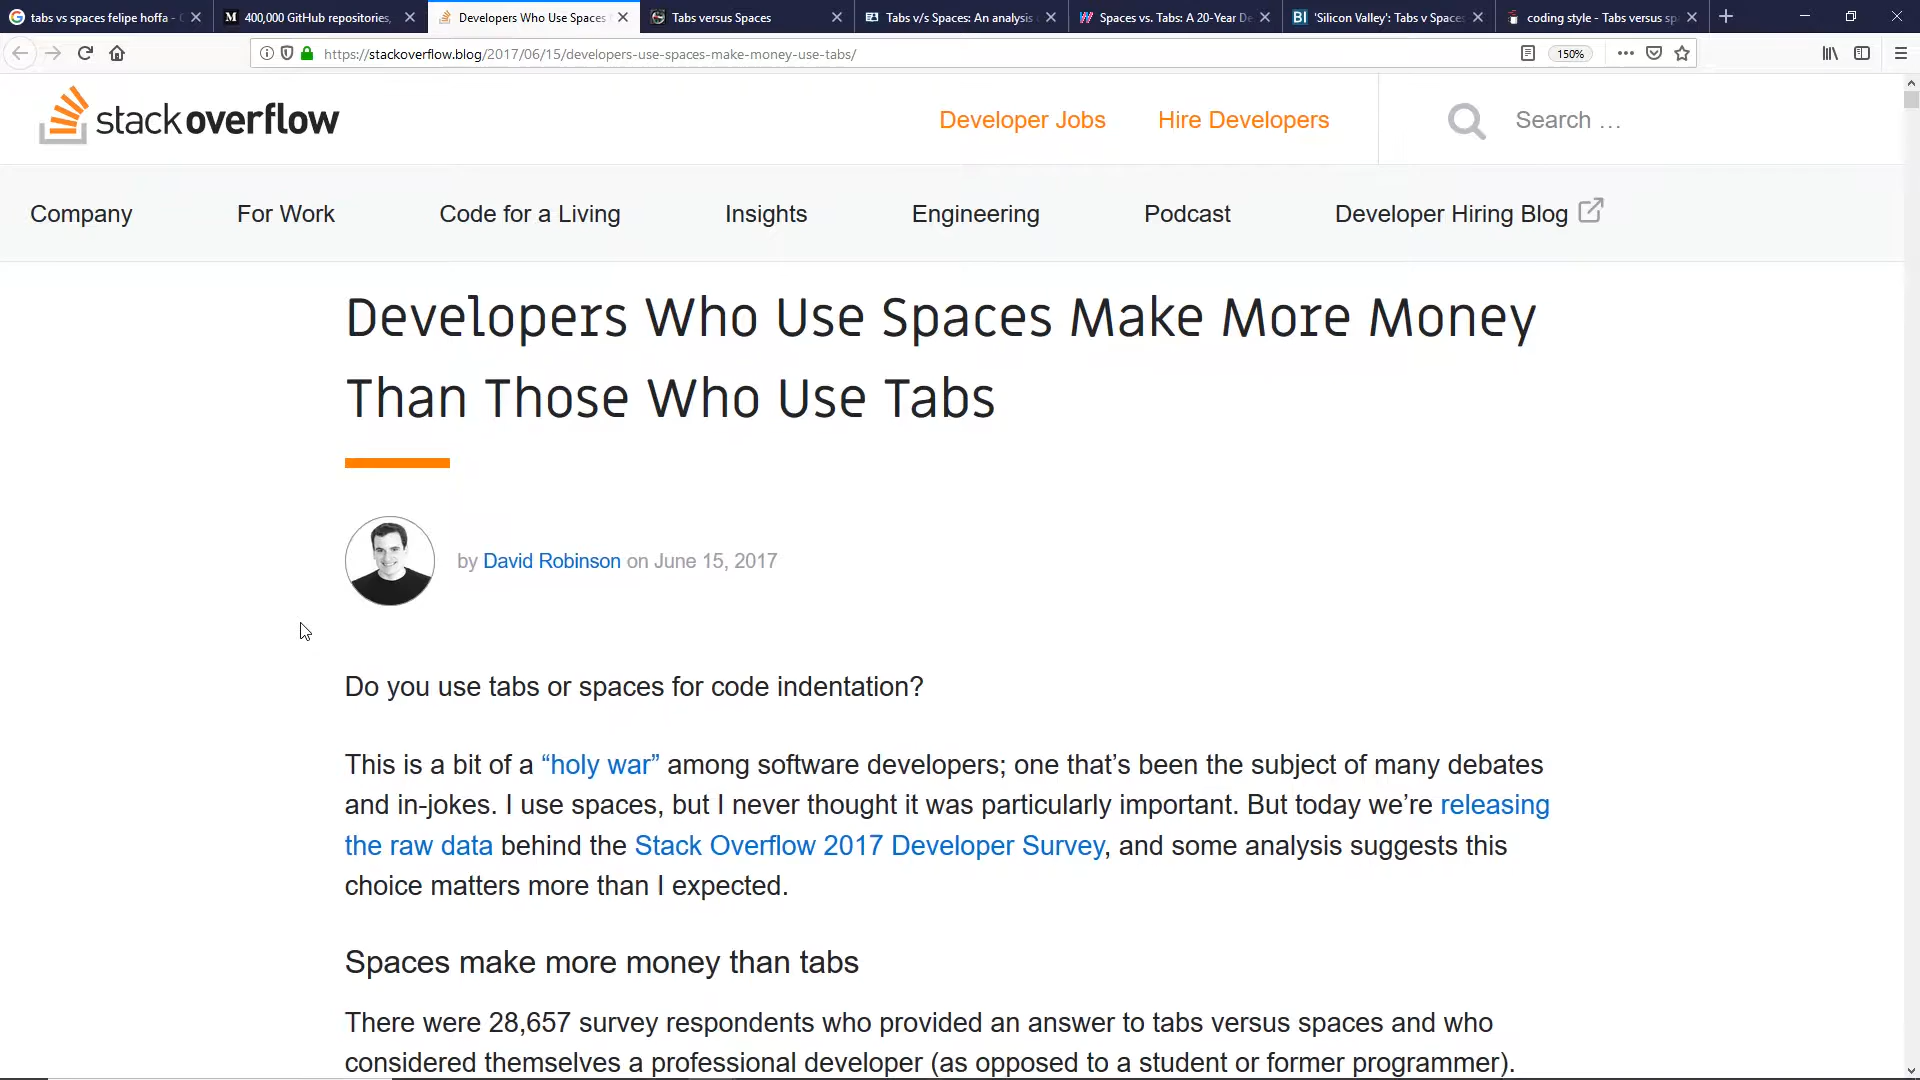 tabs vs spaces felipe hoffa -
400,000 GitHub repositories,
Developers Who Use Spaces
Tabs versus Spaces
Tabs v/s Spaces: An analysis
Spaces vs. Tabs: A 20-Year De
BI 'Silicon Valley': Tabs v Spaces
coding style - Tabs versus sp
https://stackoverflow.blog/2017/06/15/developers-use-spaces-make-money-use-tabs/
150%
stackoverflow
Developer Jobs
Hire Developers
Search …
Company
For Work
Code for a Living
Insights
Engineering
Podcast
Developer Hiring Blog
Developers Who Use Spaces Make More Money
Than Those Who Use Tabs
by David Robinson on June 15, 2017
Do you use tabs or spaces for code indentation?
This is a bit of a “holy war” among software developers; one that’s been the subject of many debates
and in-jokes. I use spaces, but I never thought it was particularly important. But today we’re releasing
the raw data behind the Stack Overflow 2017 Developer Survey, and some analysis suggests this
choice matters more than I expected.
Spaces make more money than tabs
There were 28,657 survey respondents who provided an answer to tabs versus spaces and who
considered themselves a professional developer (as opposed to a student or former programmer).